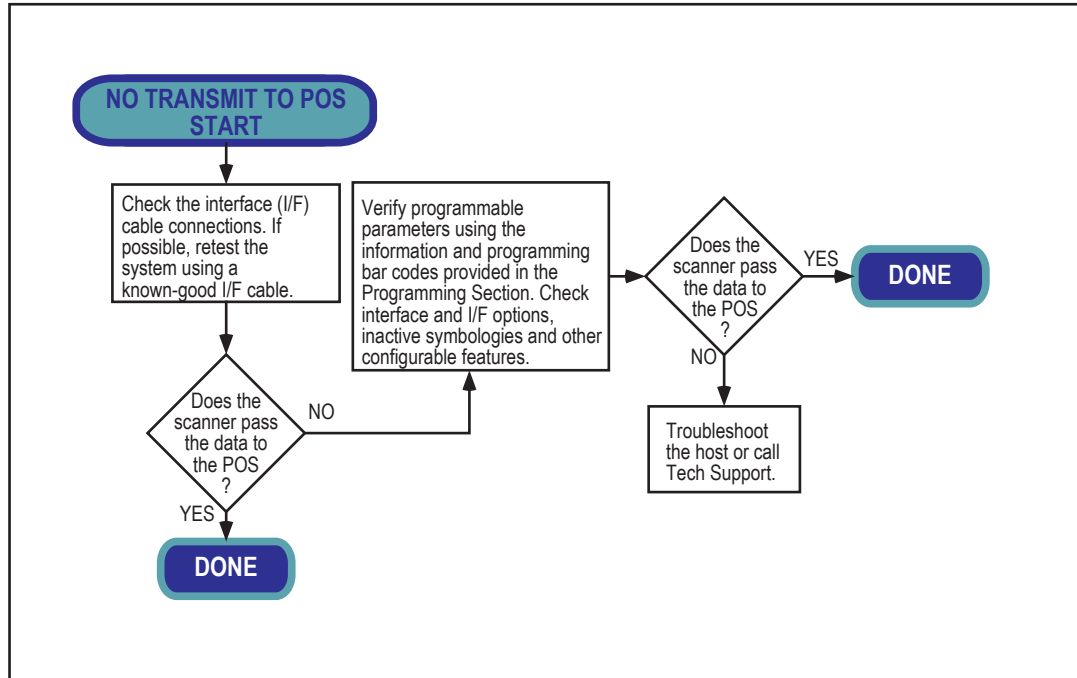 NO TRANSMIT TO POS
START
Check the interface (I/F)
cable connections. If
possible, retest the
system using a
known-good I/F cable.
Does the
scanner pass
the data to
the POS
?
YES
DONE
NO
Verify programmable
parameters using the
information and programming
bar codes provided in the
Programming Section. Check
interface and I/F options,
inactive symbologies and other
configurable features.
Does the
scanner pass
the data to
the POS
?
YES
DONE
NO
Troubleshoot
the host or call
Tech Support.